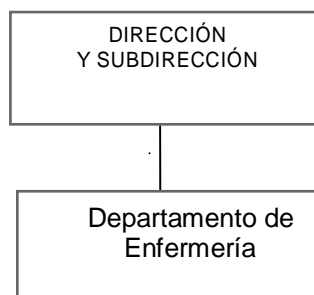 DIRECCIÓN
Y SUBDIRECCIÓN
Departamento de
Enfermería